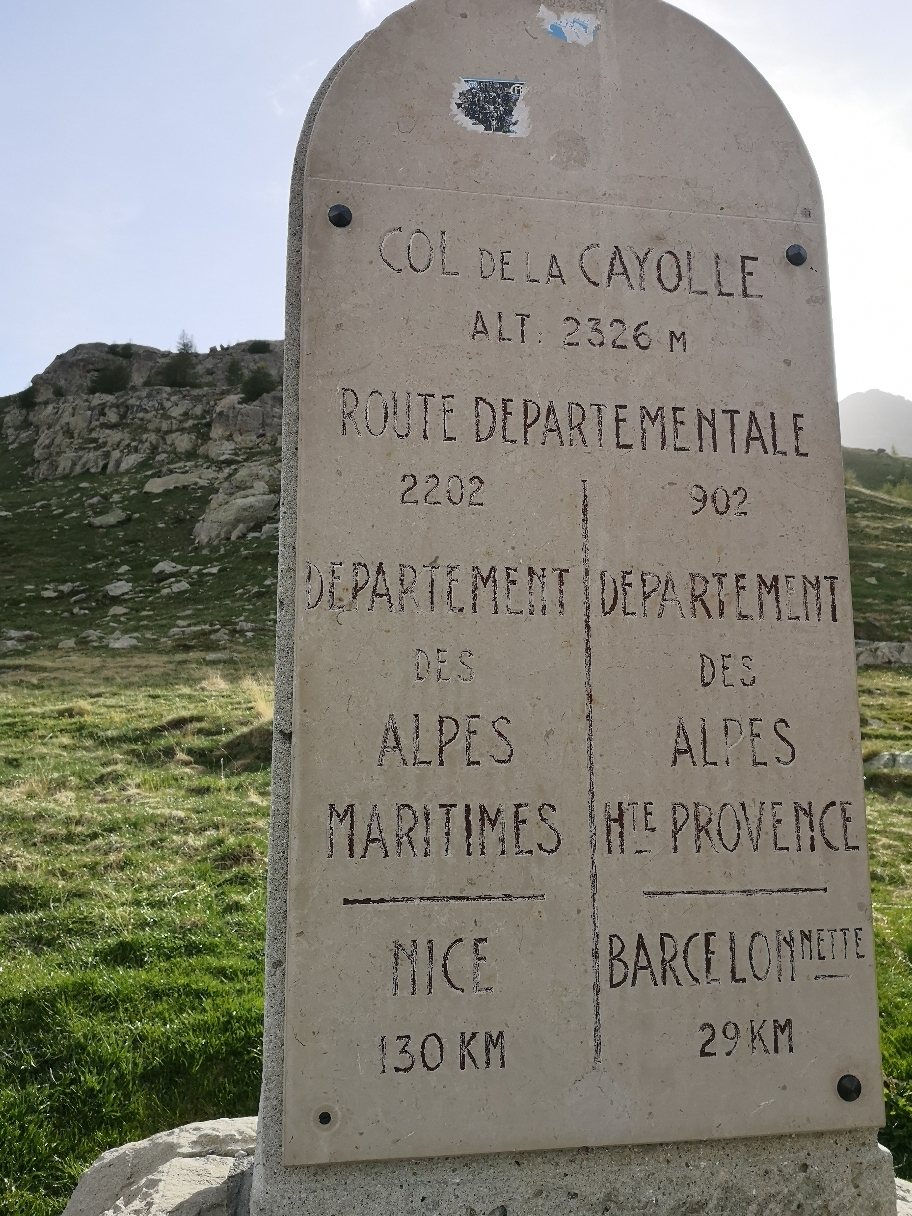 COL DE LA CAYOLLE
ALT. 2326 M
ROUTE DEPARTEMENTALE
2202
DEPARTEMENT
DES
ALPES
MARITIMES
NICE
130 KM
902
DEPARTEMENT
DES
ALPES
HTE PROVENCE
BARCELONNETTE
29 KM